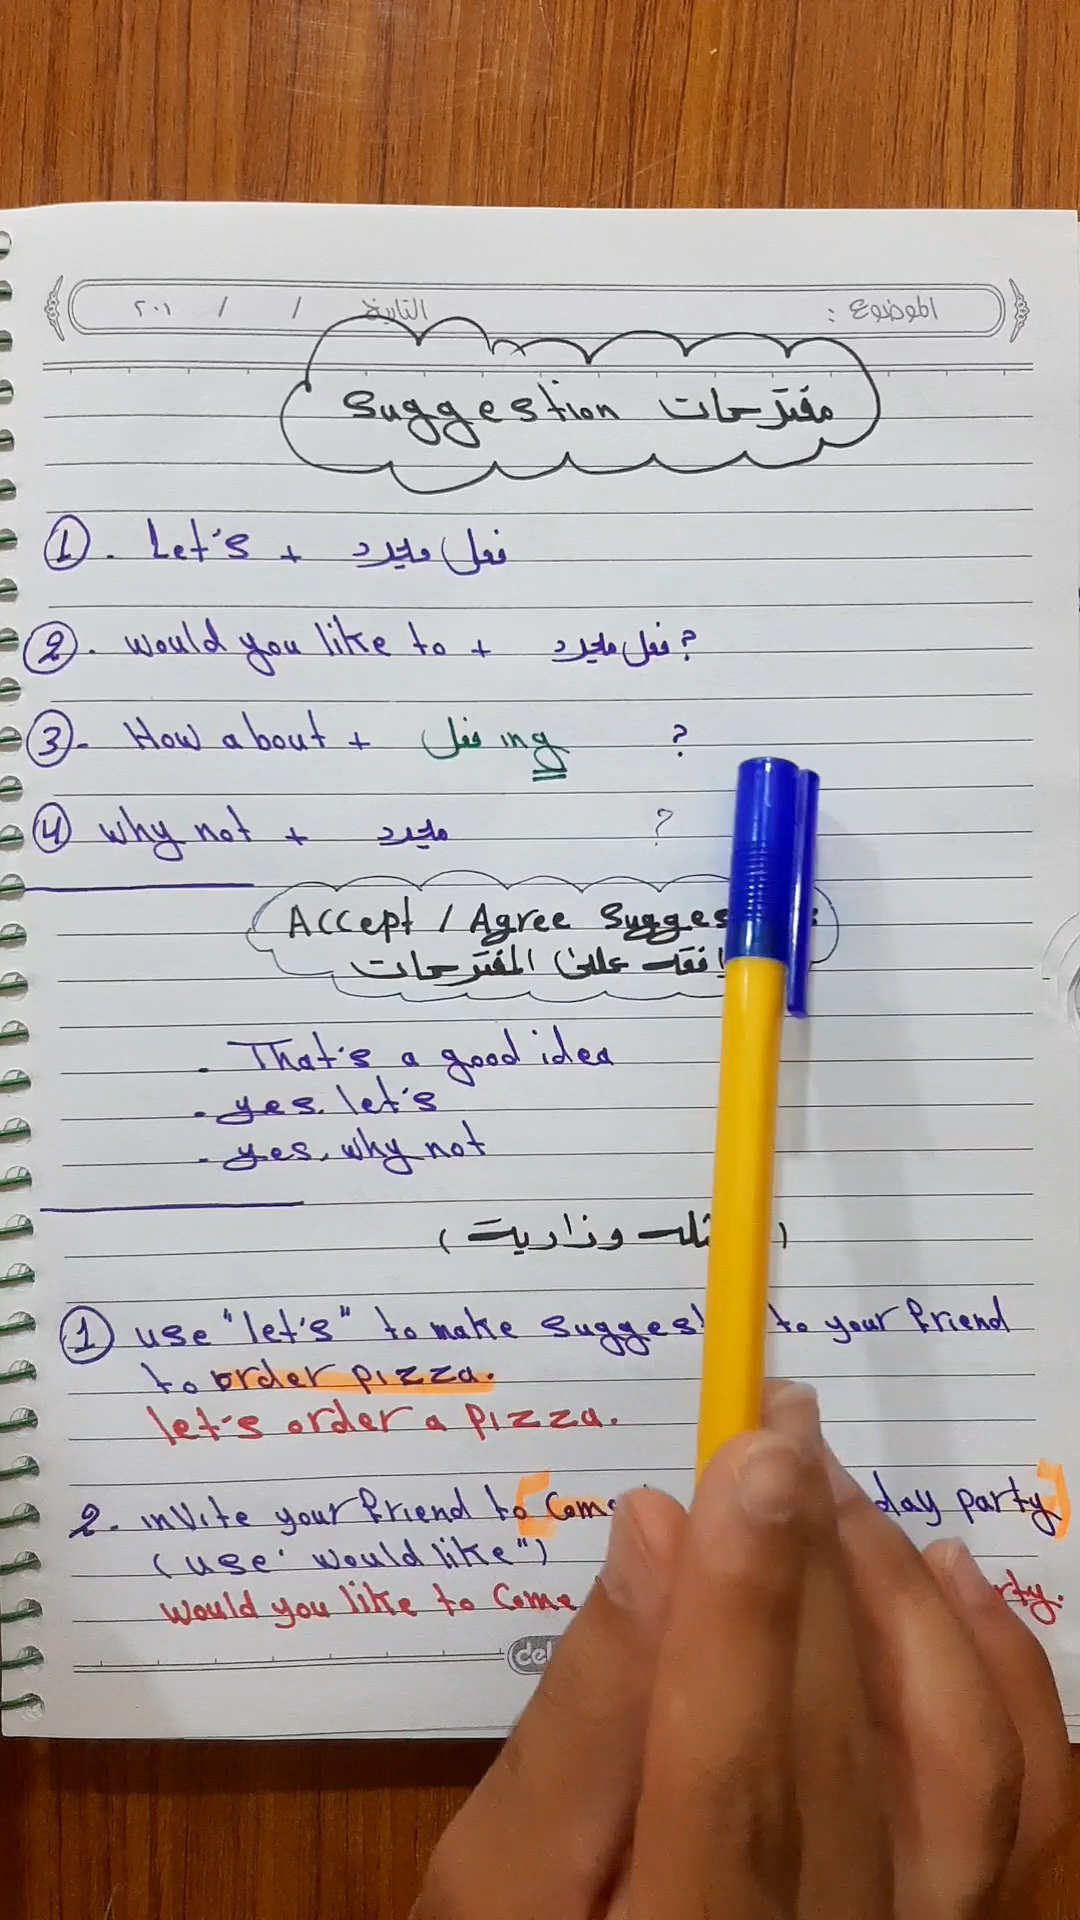 الموضوع :
التاريخ / / ٢٠١
Suggestion مقترحات
1. Let's + فعل مجرد
2. would you like to + فعل مجرد ?
3- How about + فعل ing ?
4 why not + مجرد ?
Accept / Agree
على المقترحات
. That's a good idea
. yes. let's
- yes, why not
( وزارية )
1 use "let's" to make to your friend
to order pizza.
let's order a pizza.
2. invite your friend to party
(use "would like")
would you like to Come